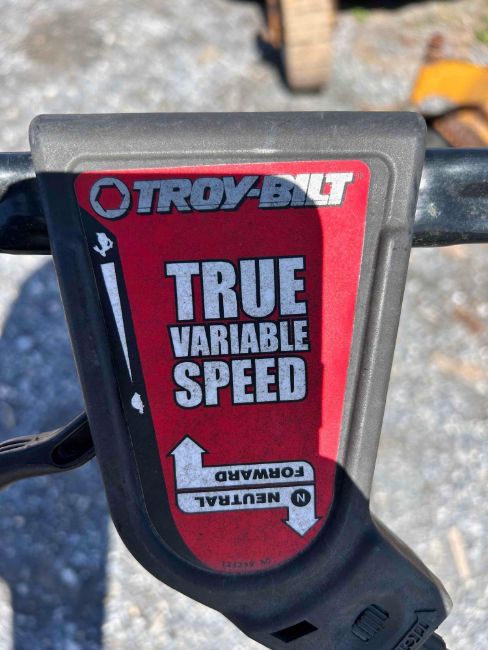 TROY-BILT
TRUE
VARIABLE
SPEED
FORWARD
NEUTRAL N